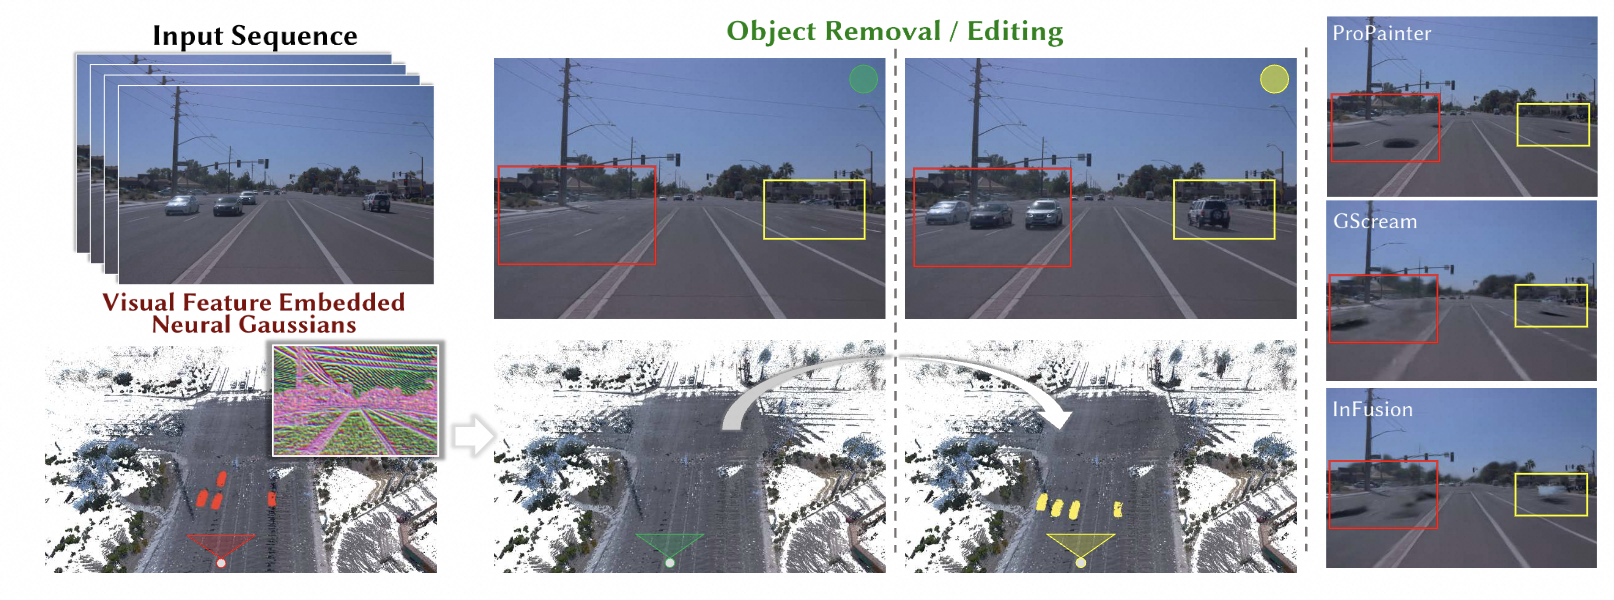 Input Sequence
Visual Feature Embedded
Neural Gaussians
Object Removal / Editing
ProPainter
GScream
InFusion